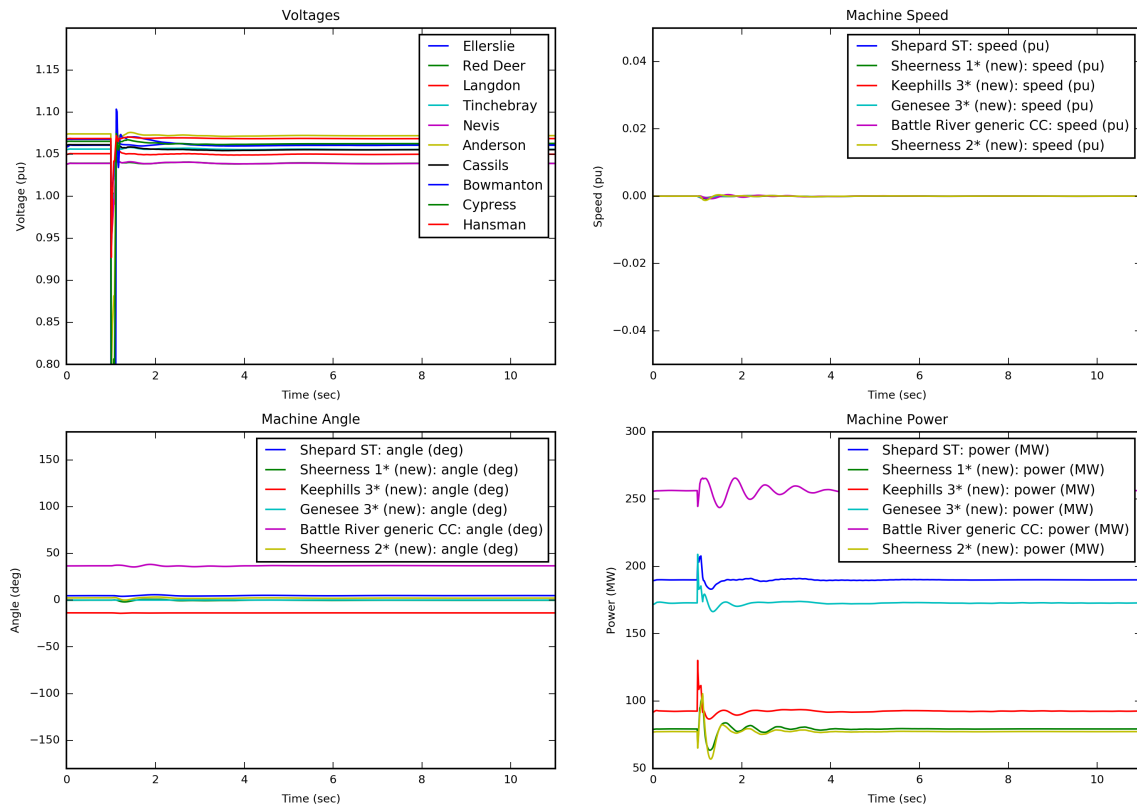 Voltages
1.15
1.10
1.05
1.00
0.95
0.90
0.85
0.80
Voltage (pu)
0 2 4 6 8 10
Time (sec)
Ellerslie
Red Deer
Langdon
Tinchebray
Nevis
Anderson
Cassils
Bowmanton
Cypress
Hansman
Machine Speed
0.04
0.02
0.00
−0.02
−0.04
Speed (pu)
0 2 4 6 8 10
Time (sec)
Shepard ST: speed (pu)
Sheerness 1* (new): speed (pu)
Keephills 3* (new): speed (pu)
Genesee 3* (new): speed (pu)
Battle River generic CC: speed (pu)
Sheerness 2* (new): speed (pu)
Machine Angle
150
100
50
0
−50
−100
−150
Angle (deg)
0 2 4 6 8 10
Time (sec)
Shepard ST: angle (deg)
Sheerness 1* (new): angle (deg)
Keephills 3* (new): angle (deg)
Genesee 3* (new): angle (deg)
Battle River generic CC: angle (deg)
Sheerness 2* (new): angle (deg)
Machine Power
300
250
200
150
100
50
Power (MW)
0 2 4 6 8 10
Time (sec)
Shepard ST: power (MW)
Sheerness 1* (new): power (MW)
Keephills 3* (new): power (MW)
Genesee 3* (new): power (MW)
Battle River generic CC: power (MW)
Sheerness 2* (new): power (MW)